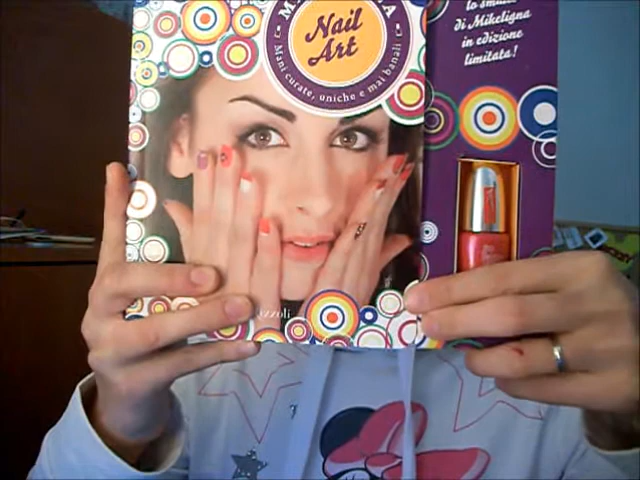 Nail
Art
Mani curate, uniche e mai banali
lo smalto
di Mikeligna
in edizione
limitata!